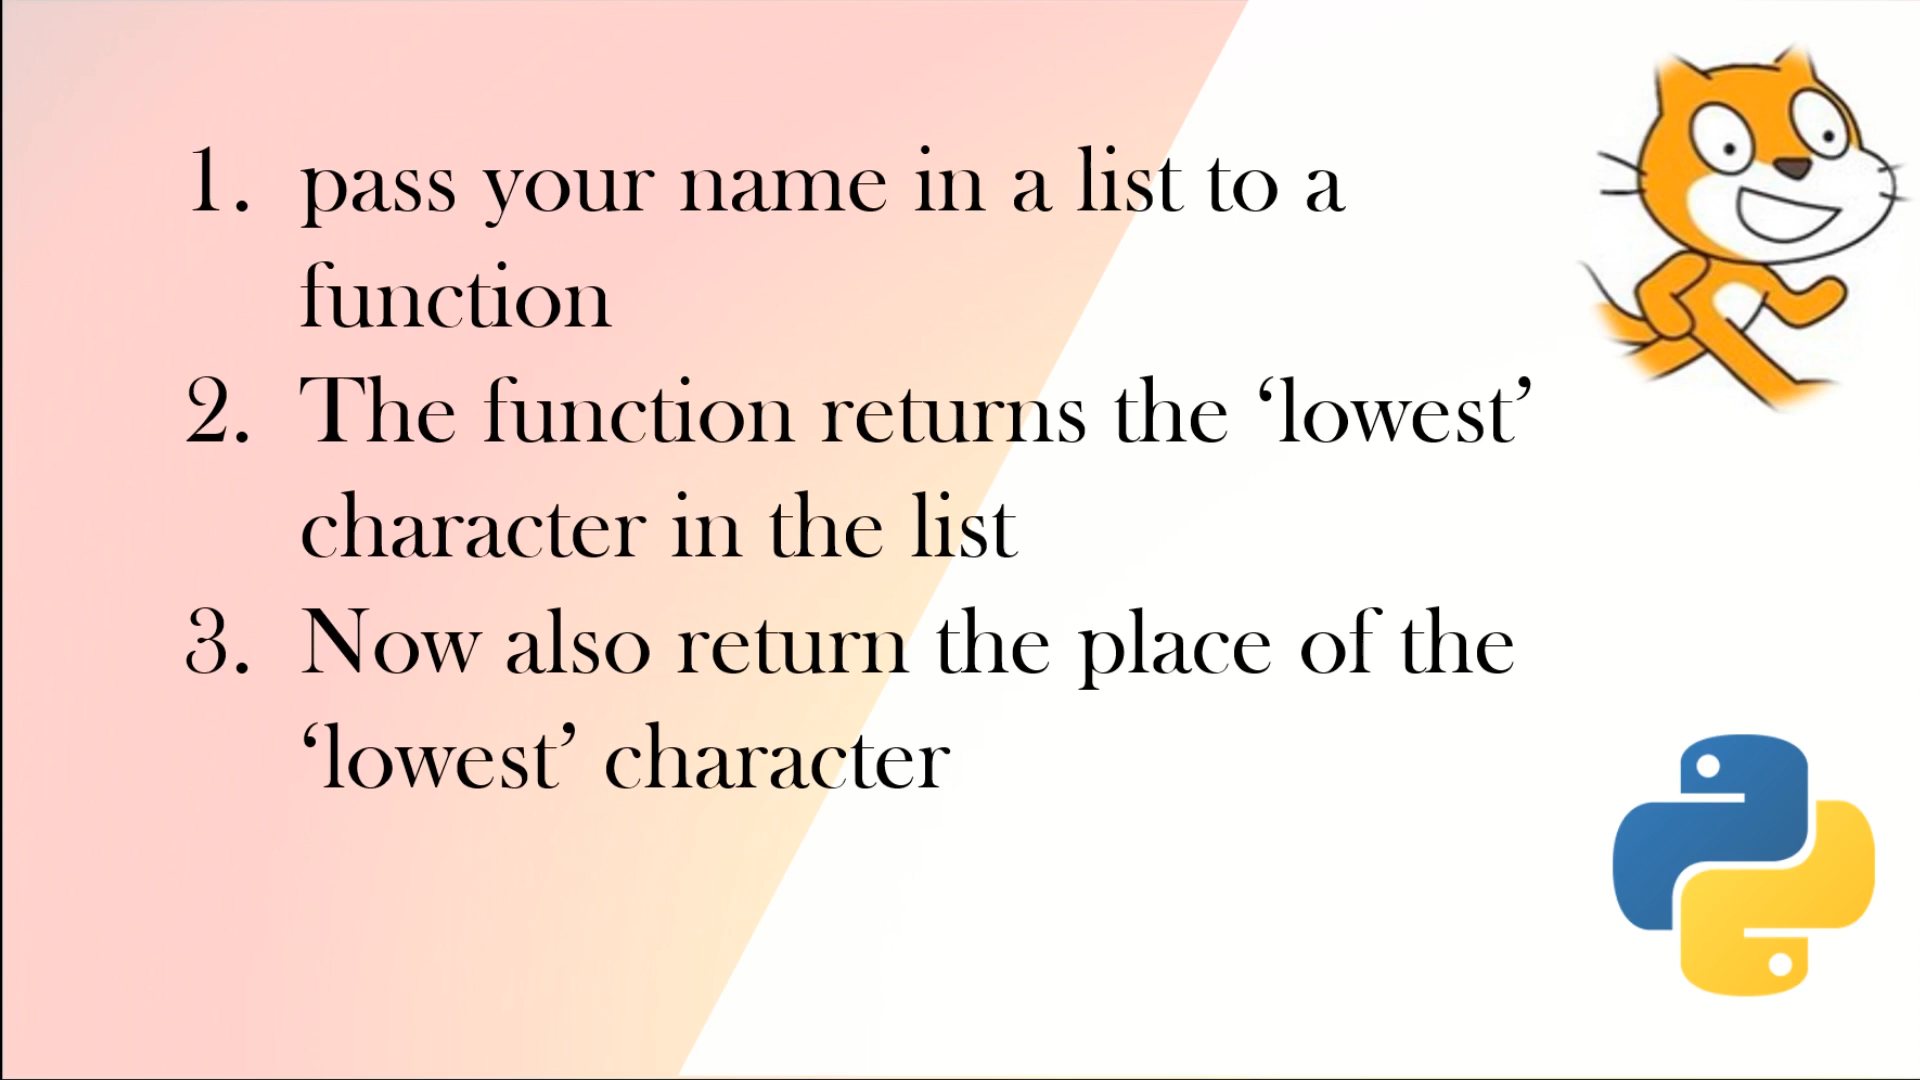 1. pass your name in a list to a
function
2. The function returns the ‘lowest’
character in the list
3. Now also return the place of the
‘lowest’ character